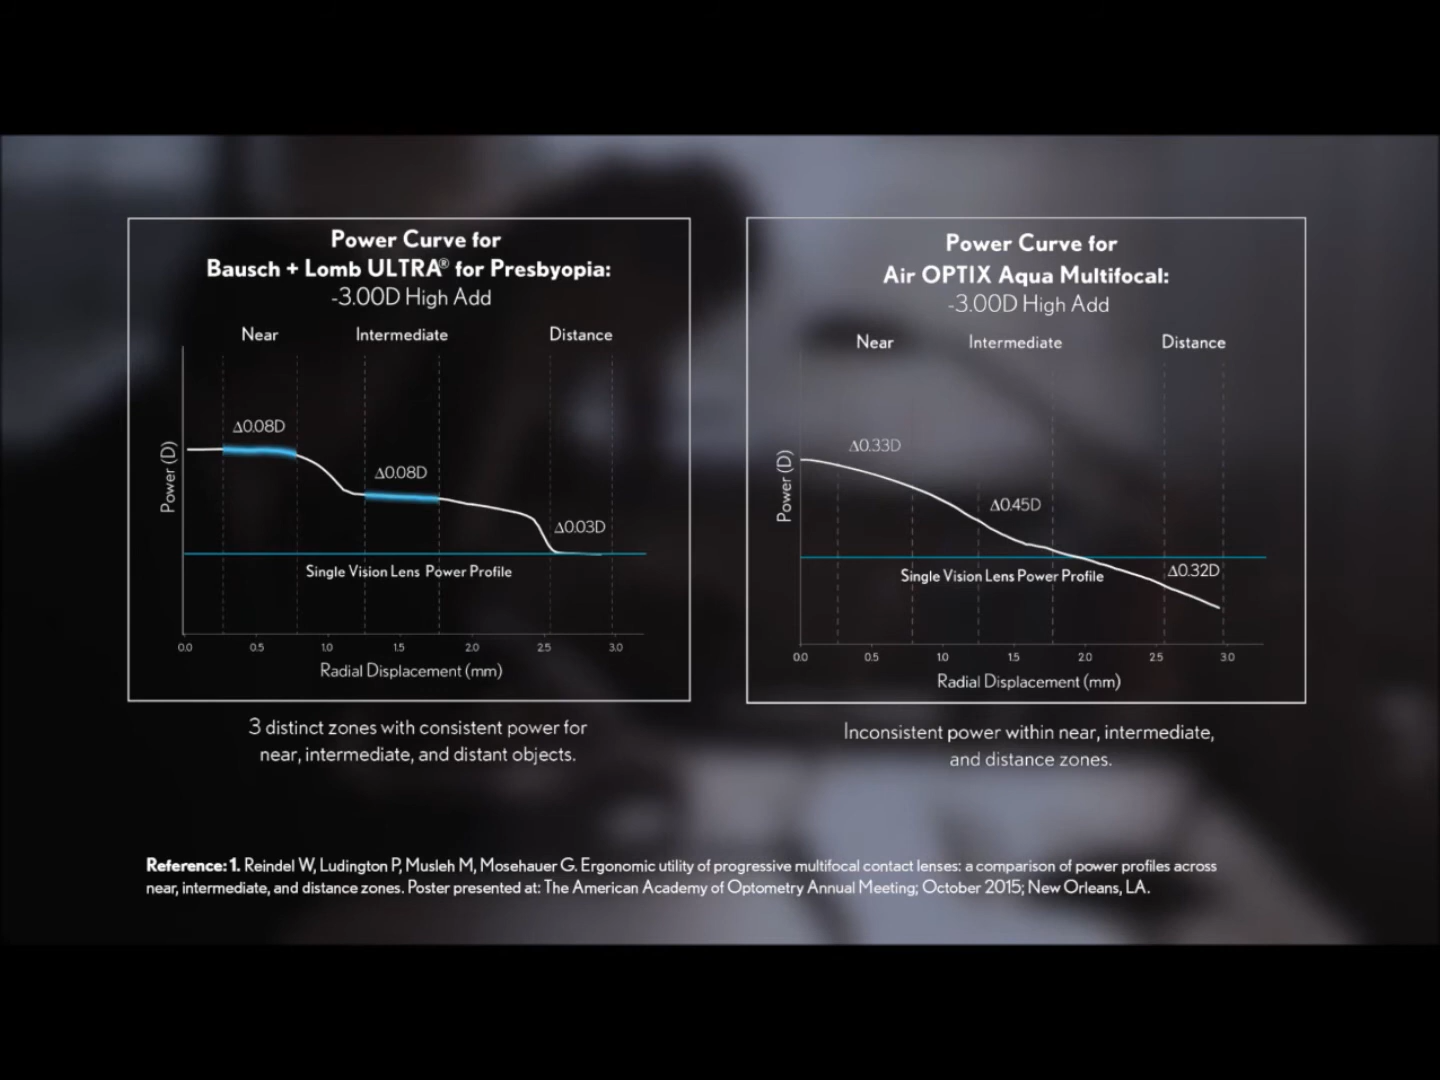 Power Curve for
Bausch + Lomb ULTRA® for Presbyopia:
-3.00D High Add
Near Intermediate Distance
Δ0.08D
Δ0.08D
Δ0.03D
Power (D)
Single Vision Lens Power Profile
0.0 0.5 1.0 1.5 2.0 2.5 3.0
Radial Displacement (mm)
3 distinct zones with consistent power for
near, intermediate, and distant objects.
Power Curve for
Air OPTIX Aqua Multifocal:
-3.00D High Add
Near Intermediate Distance
Δ0.33D
Δ0.45D
Δ0.32D
Power (D)
Single Vision Lens Power Profile
0.0 0.5 1.0 1.5 2.0 2.5 3.0
Radial Displacement (mm)
Inconsistent power within near, intermediate,
and distance zones.
Reference: 1. Reindel W, Ludington P, Musleh M, Mosehauer G. Ergonomic utility of progressive multifocal contact lenses: a comparison of power profiles across
near, intermediate, and distance zones. Poster presented at: The American Academy of Optometry Annual Meeting; October 2015; New Orleans, LA.